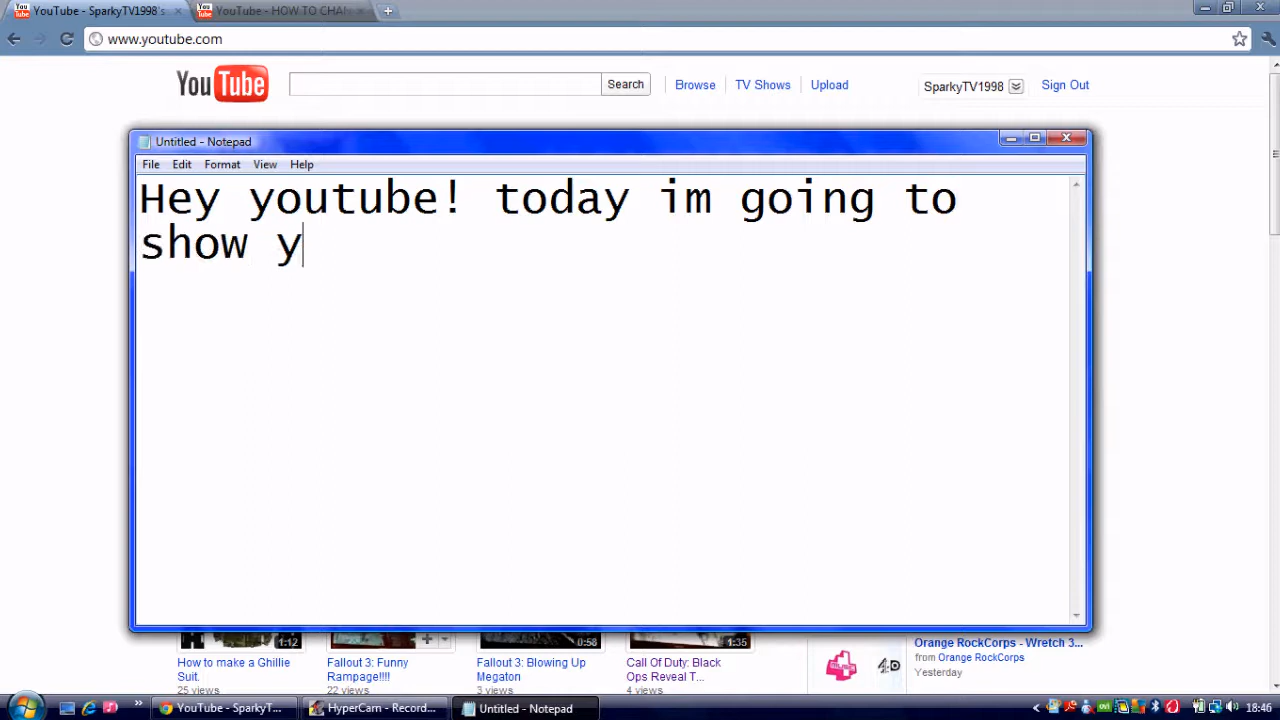 YouTube - SparkyTV1998's
YouTube - HOW TO CHAN
www.youtube.com
You Tube
Search
Browse
TV Shows
Upload
SparkyTV1998
Sign Out
Untitled - Notepad
File Edit Format View Help
Hey youtube! today im going to
show y
1:12
0:58
1:35
How to make a Ghillie
Suit.
25 views
Fallout 3: Funny
Rampage!!!!
22 views
Fallout 3: Blowing Up
Megaton
3 views
Call Of Duty: Black
Ops Reveal T...
4 views
Orange RockCorps - Wretch 3...
from Orange RockCorps
Yesterday
YouTube - SparkyT...
HyperCam - Record...
Untitled - Notepad
18:46